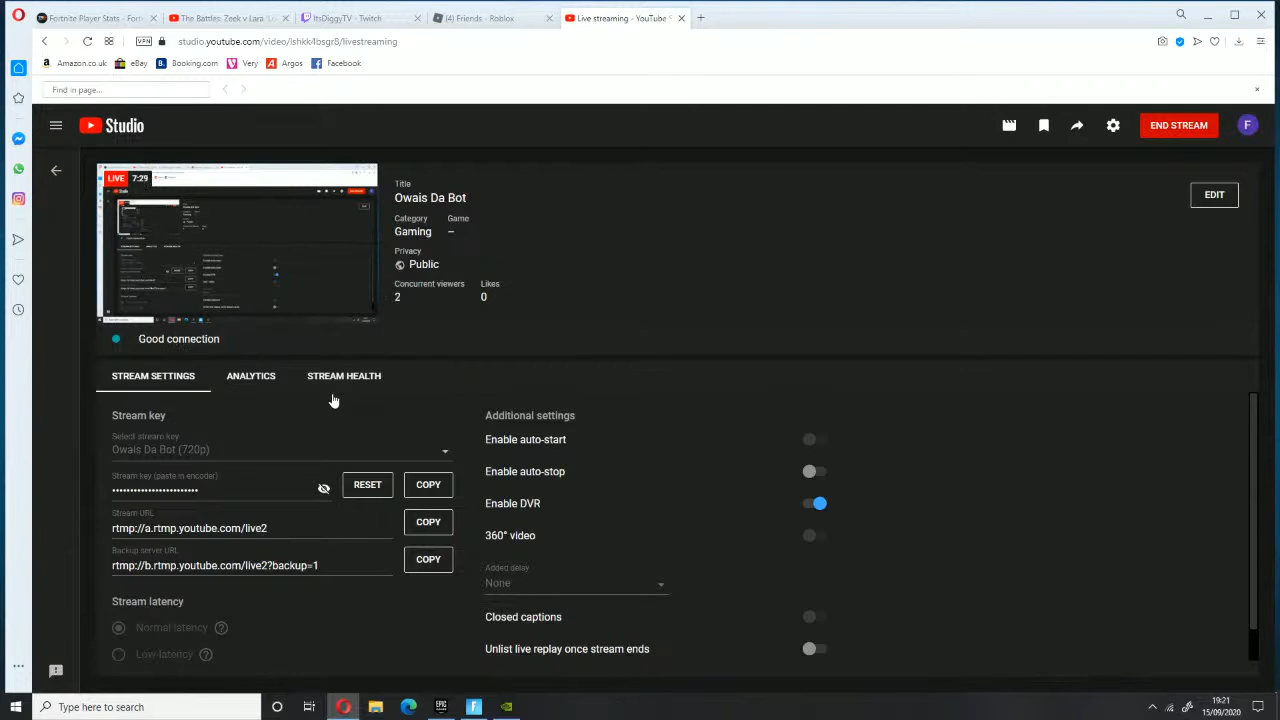 Fortnite Player Stats - Fortn
The Battles: Zeek v Lara
ItsDiggyTV - Twitch
(4) Friends - Roblox
Live streaming - YouTube
VPN
studio.youtube.com/video/
/livestreaming
Amazon.co.uk
eBay
Booking.com
Very
Argos
Facebook
Find in page...
Studio
END STREAM
F
LIVE 7:29
Title
Owais Da Bot
EDIT
Category Game
Gaming –
Privacy
Public
Concurrent viewers Likes
2 0
Good connection
STREAM SETTINGS ANALYTICS STREAM HEALTH
Stream key
Select stream key
Owais Da Bot (720p)
Stream key (paste in encoder)
•••••••••••••••••••••••• RESET COPY
Stream URL
rtmp://a.rtmp.youtube.com/live2 COPY
Backup server URL
rtmp://b.rtmp.youtube.com/live2?backup=1 COPY
Stream latency
Normal latency
Low-latency
Additional settings
Enable auto-start
Enable auto-stop
Enable DVR
360° video
Added delay
None
Closed captions
Unlist live replay once stream ends
Type here to search
EPIC
19:21
15/09/2020